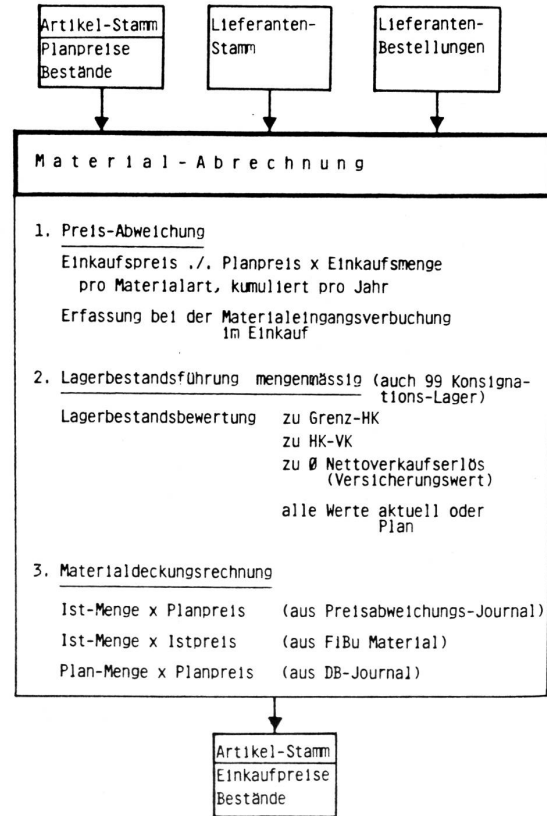 Artikel-Stamm
Planpreise
Bestände
Lieferanten-
Stamm
Lieferanten-
Bestellungen
Material-Abrechnung
1. Preis-Abweichung
Einkaufspreis ./. Planpreis x Einkaufsmenge
pro Materialart, kumuliert pro Jahr
Erfassung bei der Materialeingangsverbuchung
im Einkauf
2. Lagerbestandsführung mengenmässig (auch 99 Konsigna-
tions-Lager)
Lagerbestandsbewertung zu Grenz-HK
zu HK-VK
zu Ø Nettoverkaufserlös
(Versicherungswert)
alle Werte aktuell oder
Plan
3. Materialdeckungsrechnung
Ist-Menge x Planpreis (aus Preisabweichungs-Journal)
Ist-Menge x Istpreis (aus FiBu Material)
Plan-Menge x Planpreis (aus DB-Journal)
Artikel-Stamm
Einkaufpreise
Bestände